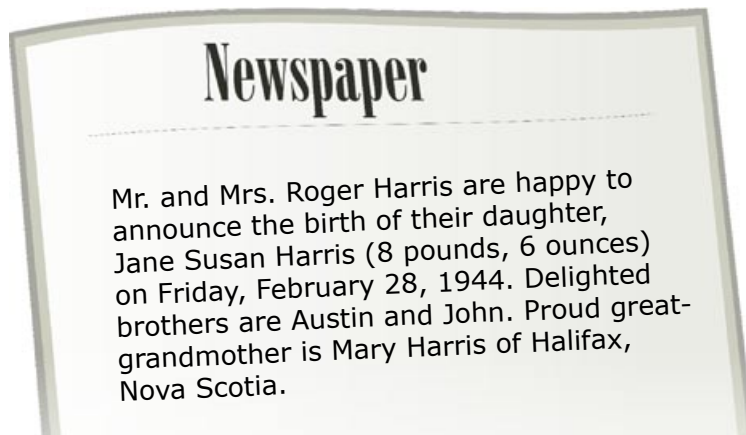 Newspaper
Mr. and Mrs. Roger Harris are happy to
announce the birth of their daughter,
Jane Susan Harris (8 pounds, 6 ounces)
on Friday, February 28, 1944. Delighted
brothers are Austin and John. Proud great-
grandmother is Mary Harris of Halifax,
Nova Scotia.